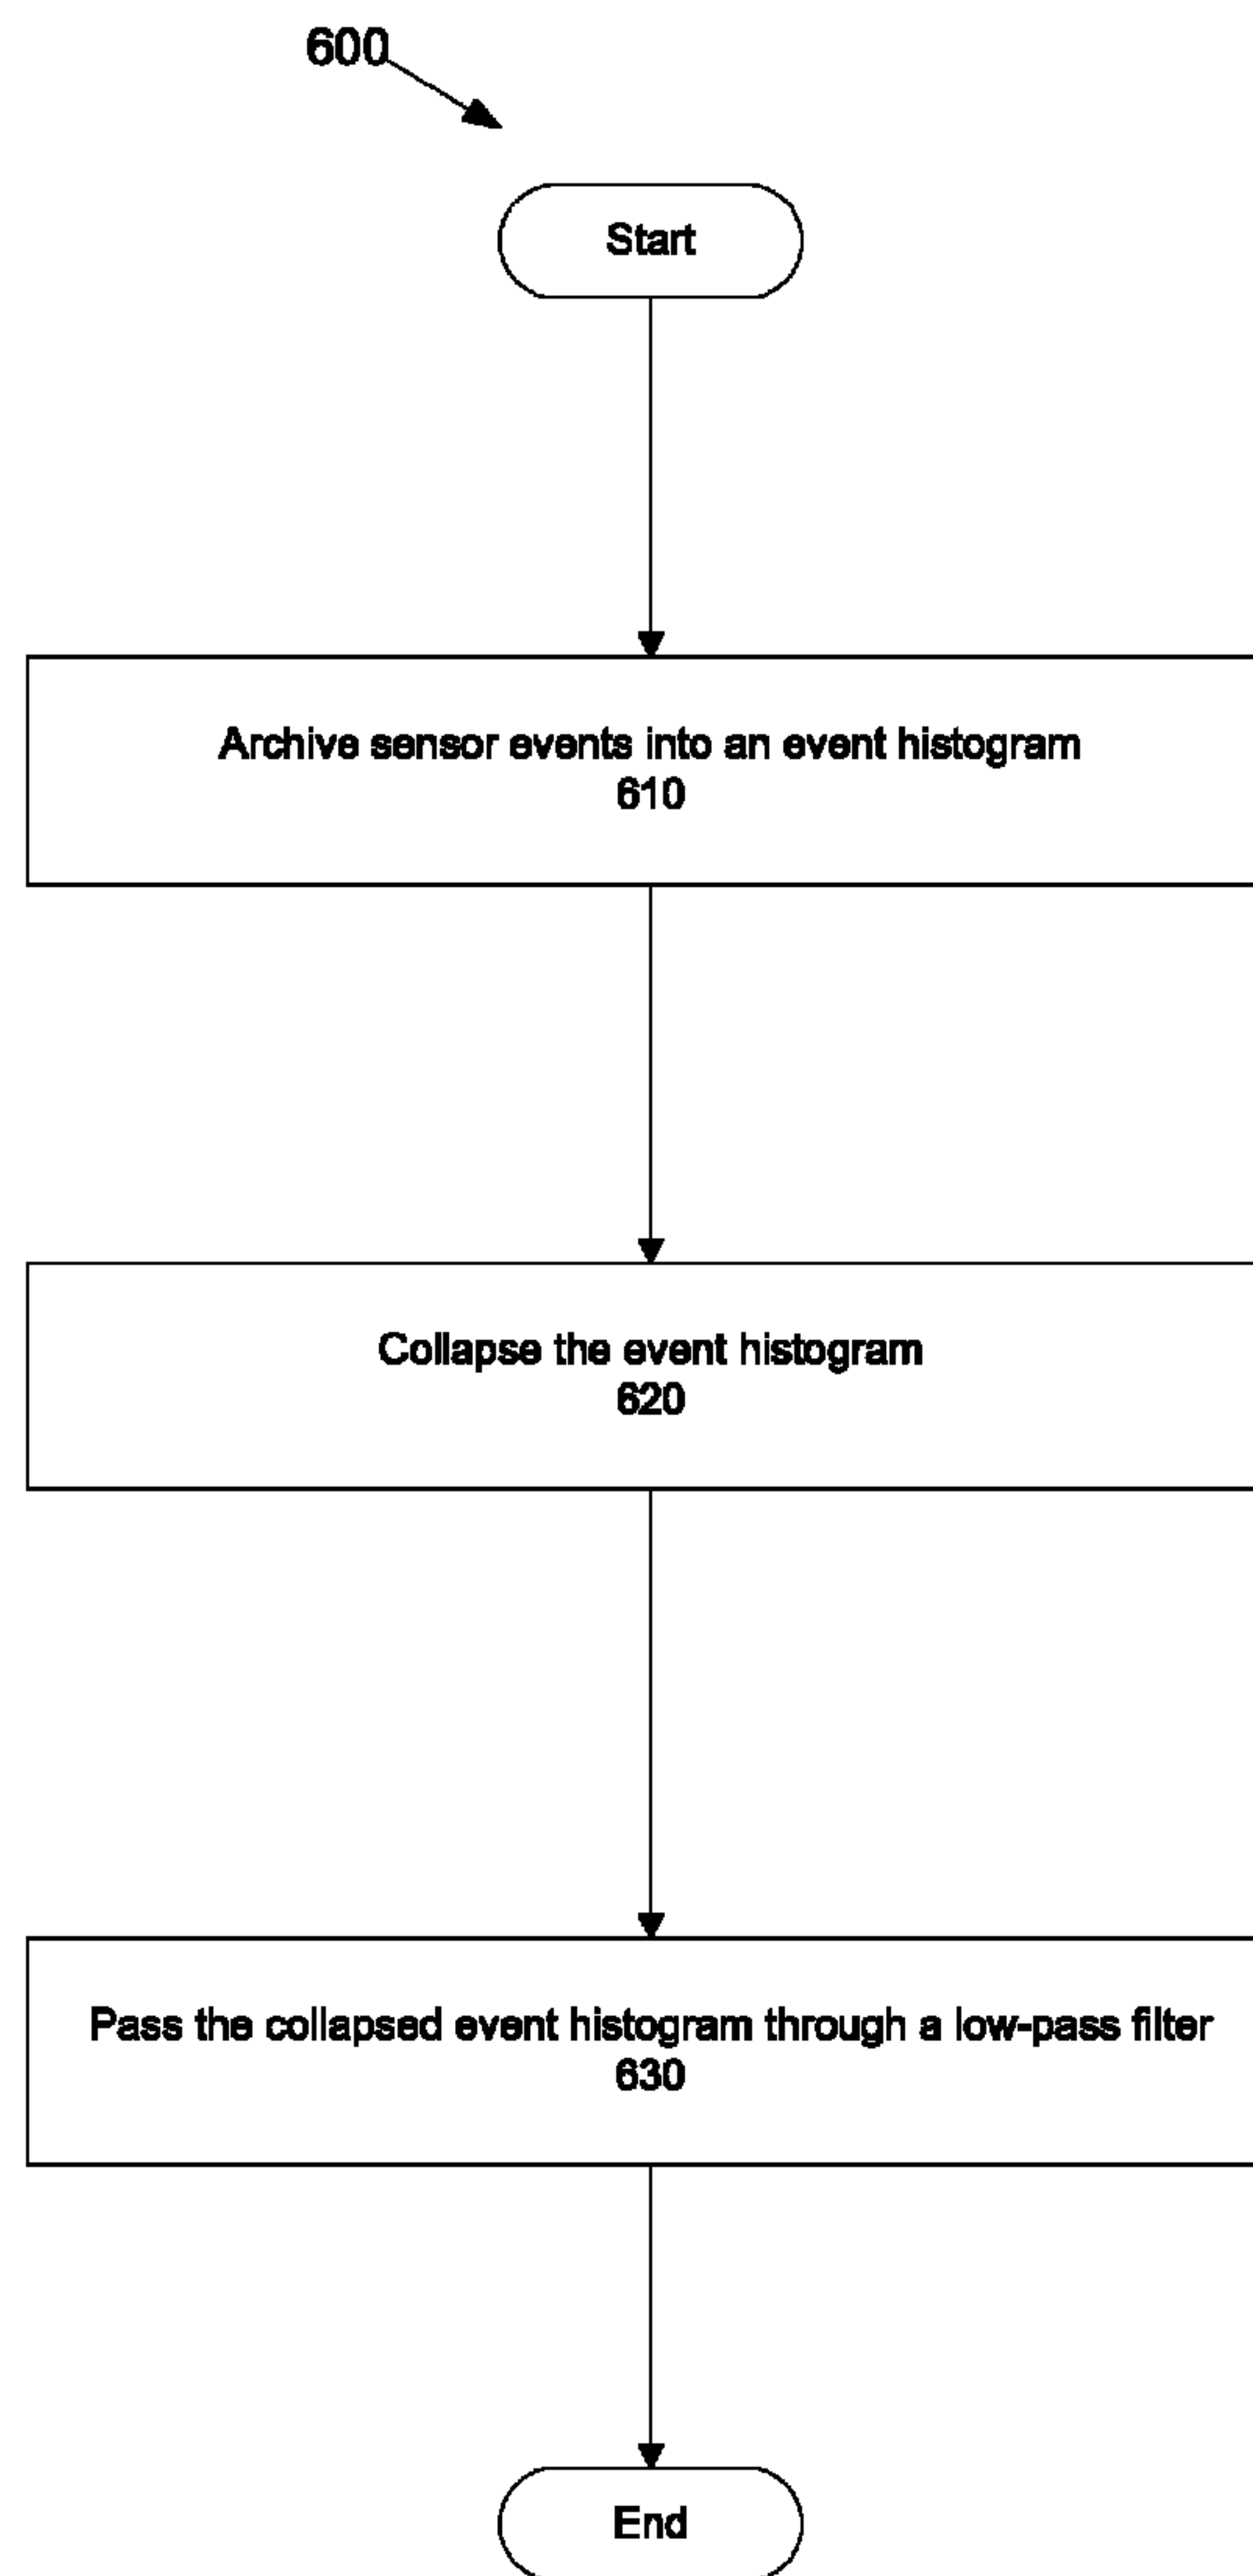 600
Start
Archive sensor events into an event histogram
610
Collapse the event histogram
620
Pass the collapsed event histogram through a low-pass filter
630
End